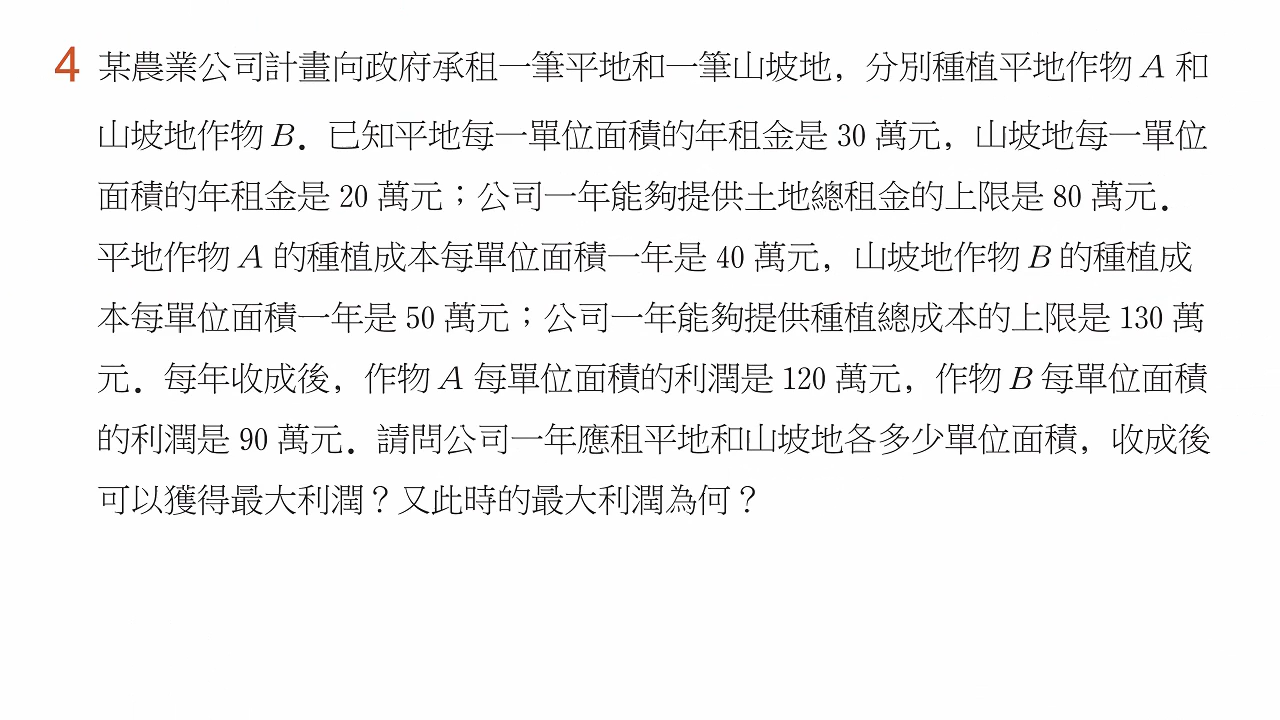 4 某農業公司計畫向政府承租一筆平地和一筆山坡地，分別種植平地作物 A 和
山坡地作物 B．已知平地每一單位面積的年租金是 30 萬元，山坡地每一單位
面積的年租金是 20 萬元；公司一年能夠提供土地總租金的上限是 80 萬元．
平地作物 A 的種植成本每單位面積一年是 40 萬元，山坡地作物 B 的種植成
本每單位面積一年是 50 萬元；公司一年能夠提供種植總成本的上限是 130 萬
元．每年收成後，作物 A 每單位面積的利潤是 120 萬元，作物 B 每單位面積
的利潤是 90 萬元．請問公司一年應租平地和山坡地各多少單位面積，收成後
可以獲得最大利潤？又此時的最大利潤為何？